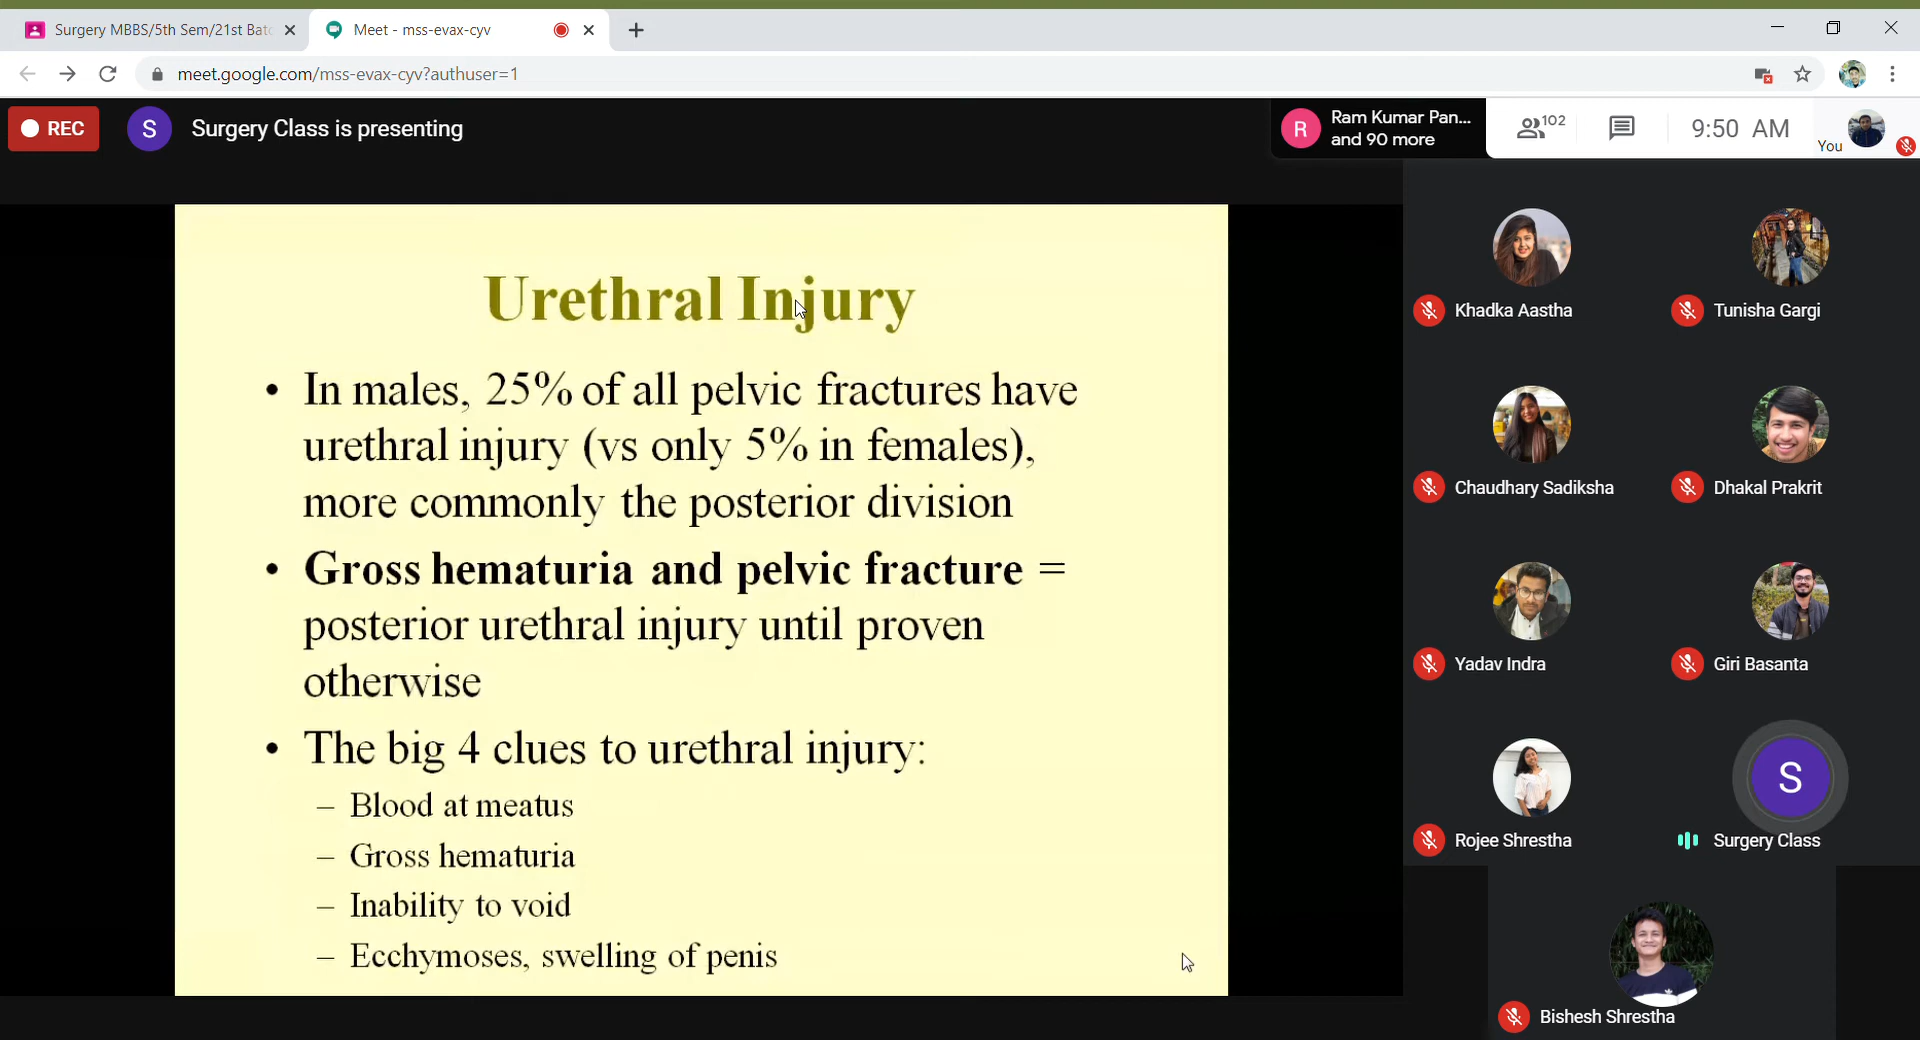 Surgery MBBS/5th Sem/21st Batc
Meet - mss-evax-cyv
meet.google.com/mss-evax-cyv?authuser=1
REC
S
Surgery Class is presenting
R
Ram Kumar Pan...
and 90 more
102
9:50 AM
You
Urethral Injury
• In males, 25% of all pelvic fractures have
urethral injury (vs only 5% in females),
more commonly the posterior division
• Gross hematuria and pelvic fracture =
posterior urethral injury until proven
otherwise
• The big 4 clues to urethral injury:
– Blood at meatus
– Gross hematuria
– Inability to void
– Ecchymoses, swelling of penis
Khadka Aastha
Tunisha Gargi
Chaudhary Sadiksha
Dhakal Prakrit
Yadav Indra
Giri Basanta
Rojee Shrestha
S
Surgery Class
Bishesh Shrestha